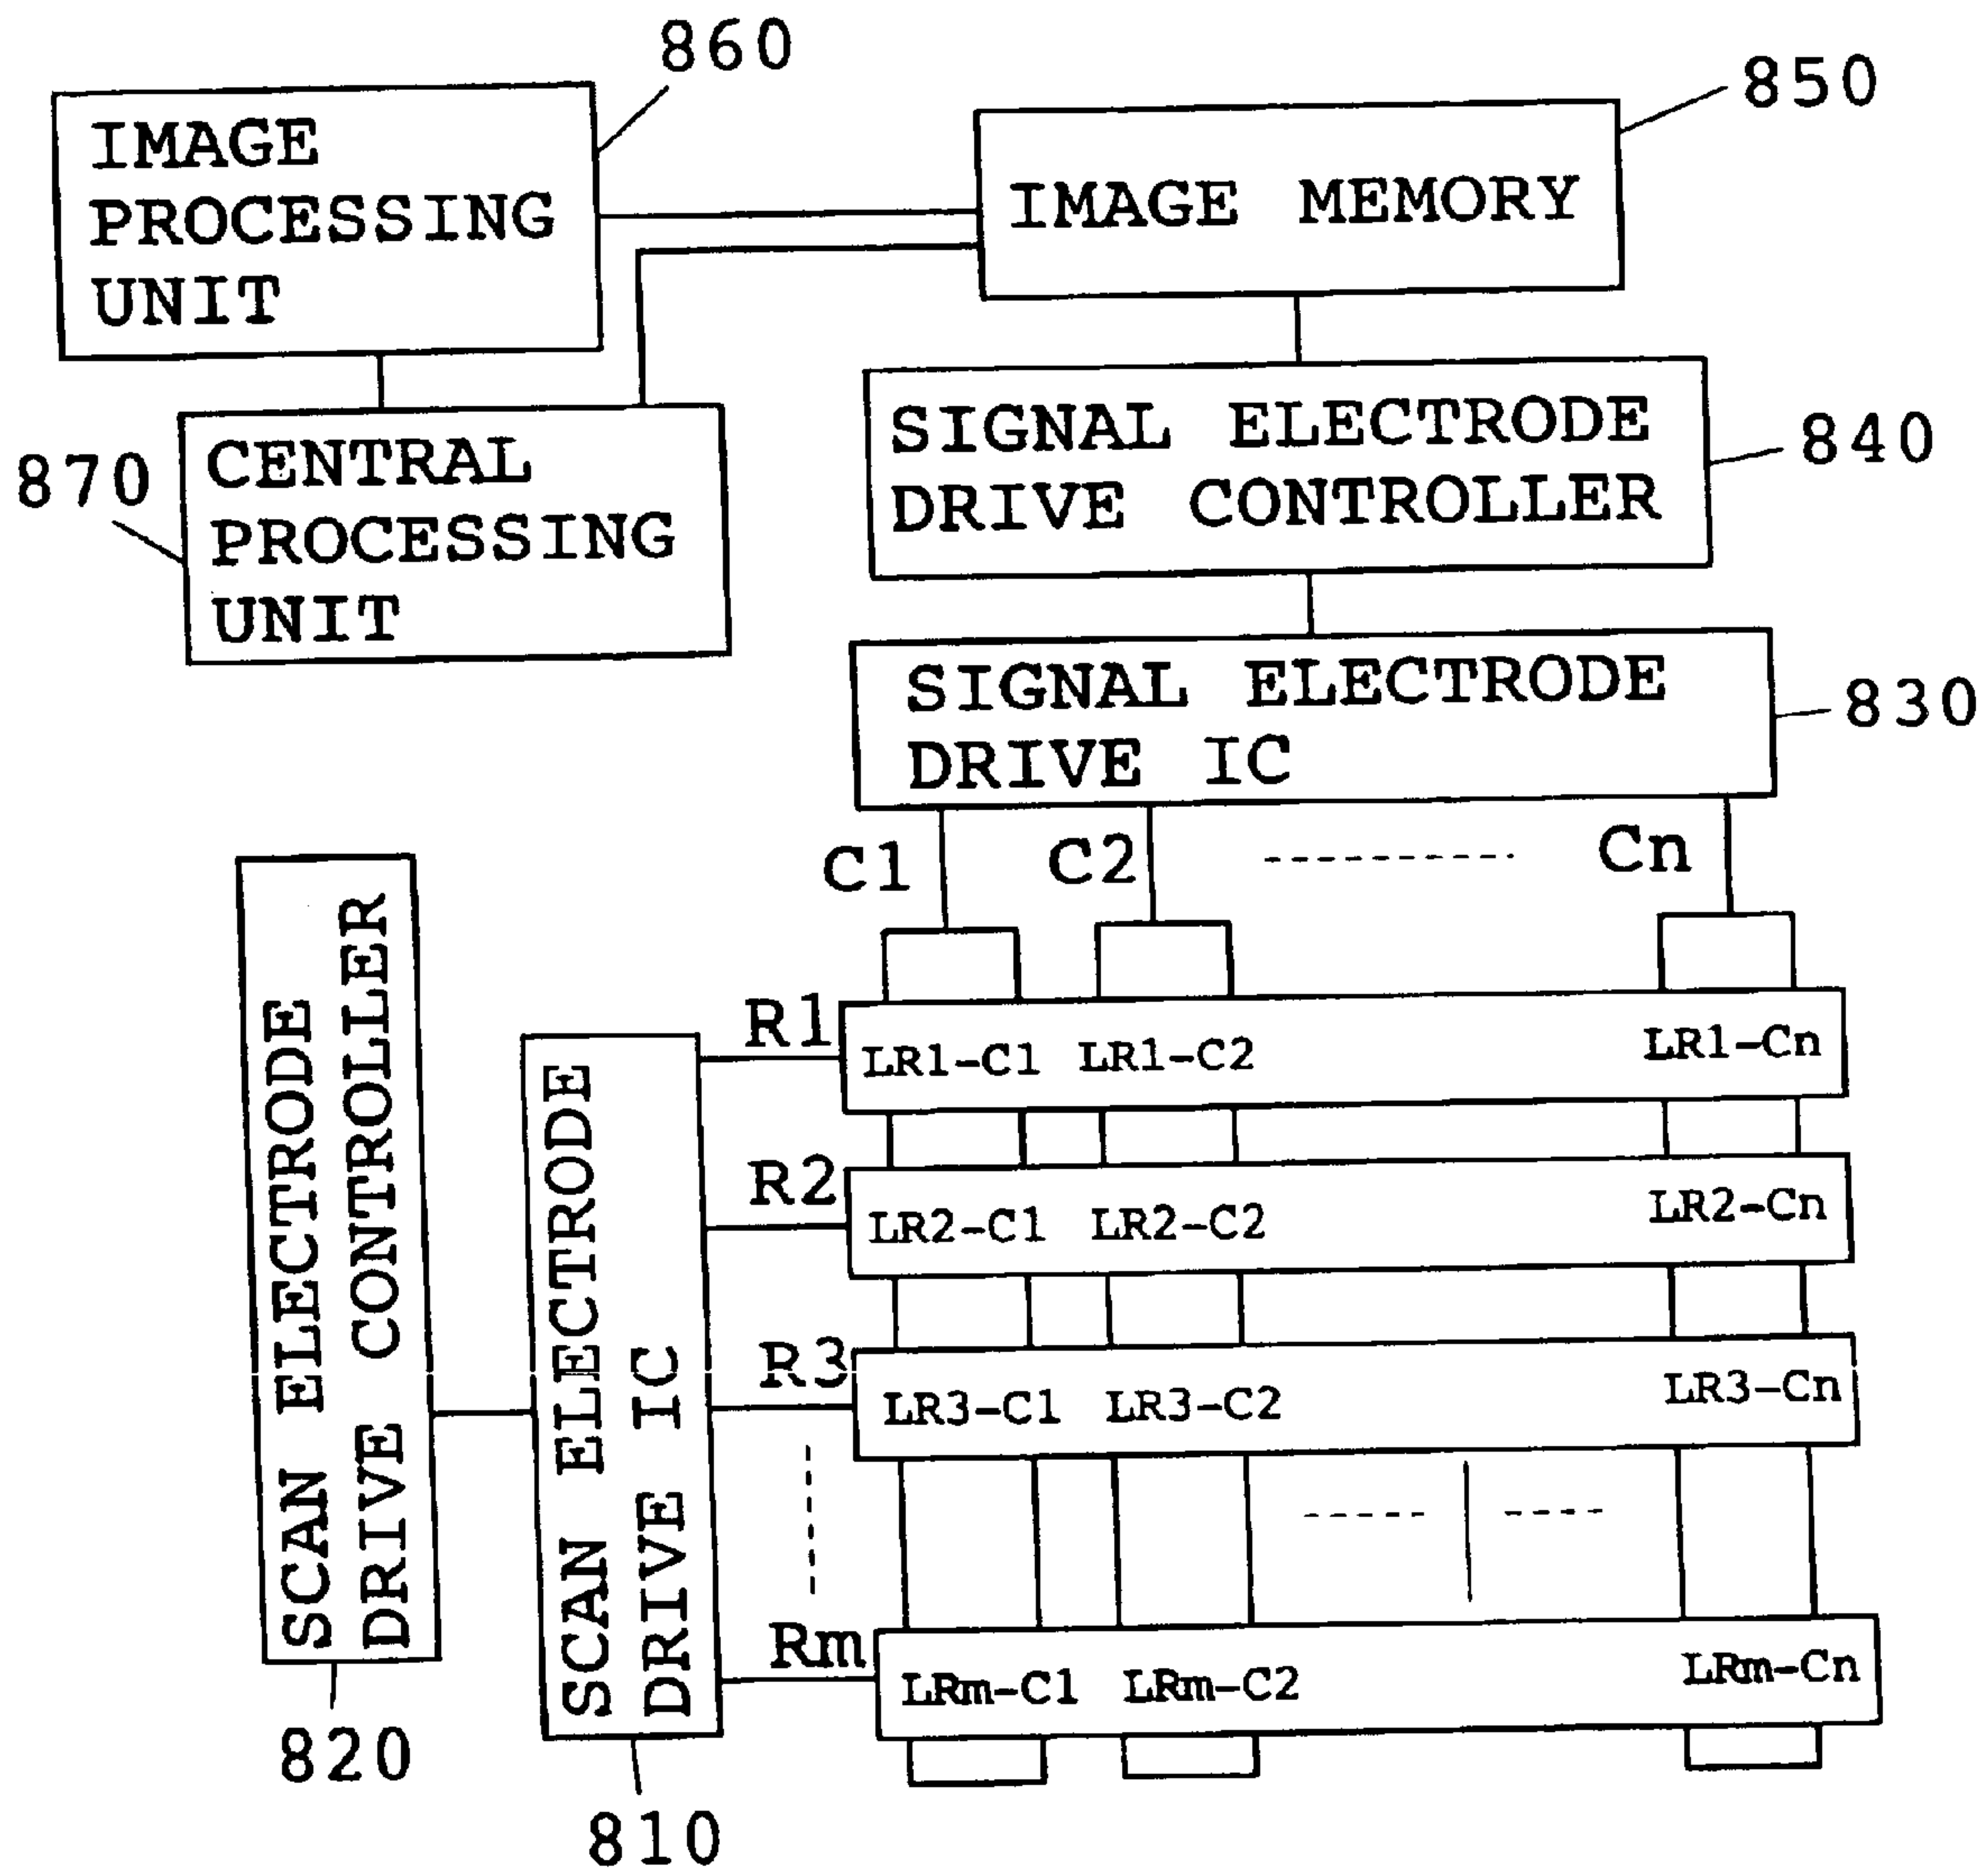 860
850
IMAGE
PROCESSING
UNIT
IMAGE MEMORY
870
CENTRAL
PROCESSING
UNIT
SIGNAL ELECTRODE
DRIVE CONTROLLER
840
SIGNAL ELECTRODE
DRIVE IC
830
C1 C2 Cn
SCAN ELECTRODE
DRIVE CONTROLLER
820
SCAN ELECTRODE
DRIVE IC
810
R1
LR1-C1 LR1-C2 LR1-Cn
R2
LR2-C1 LR2-C2 LR2-Cn
R3
LR3-C1 LR3-C2 LR3-Cn
Rm
LRm-C1 LRm-C2 LRm-Cn